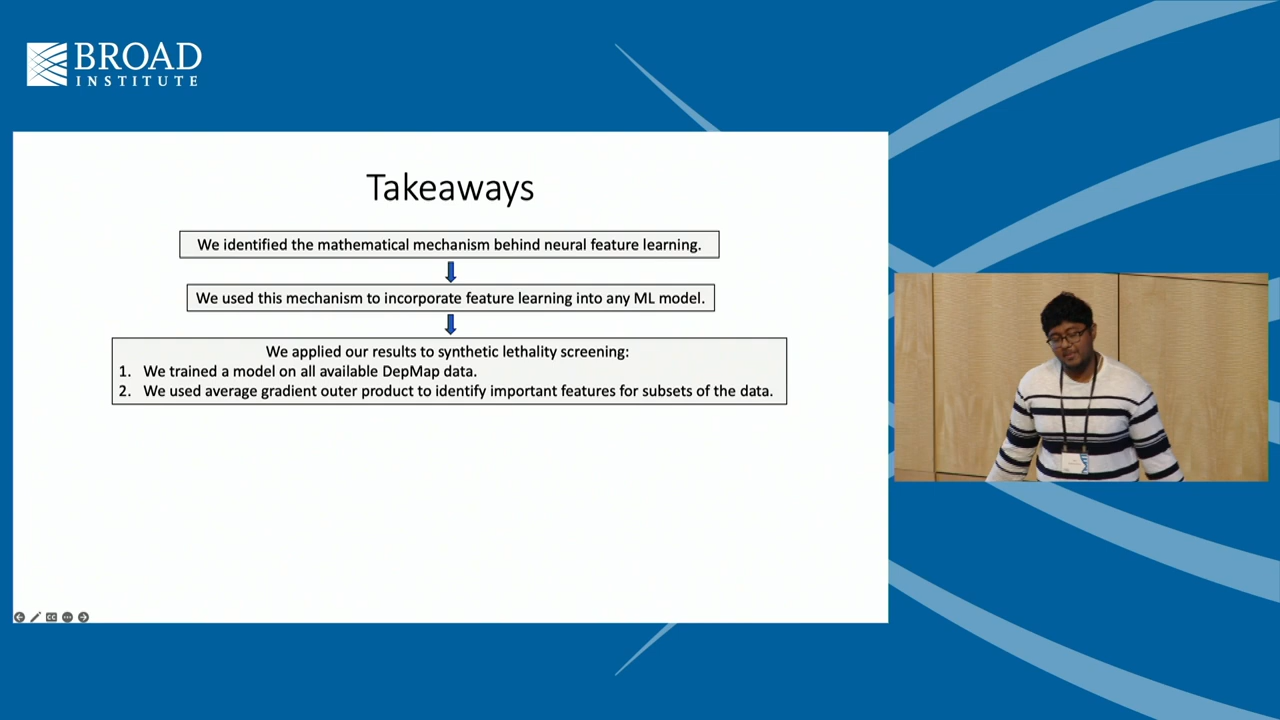 BROAD
INSTITUTE
Takeaways
We identified the mathematical mechanism behind neural feature learning.
We used this mechanism to incorporate feature learning into any ML model.
We applied our results to synthetic lethality screening:
1. We trained a model on all available DepMap data.
2. We used average gradient outer product to identify important features for subsets of the data.